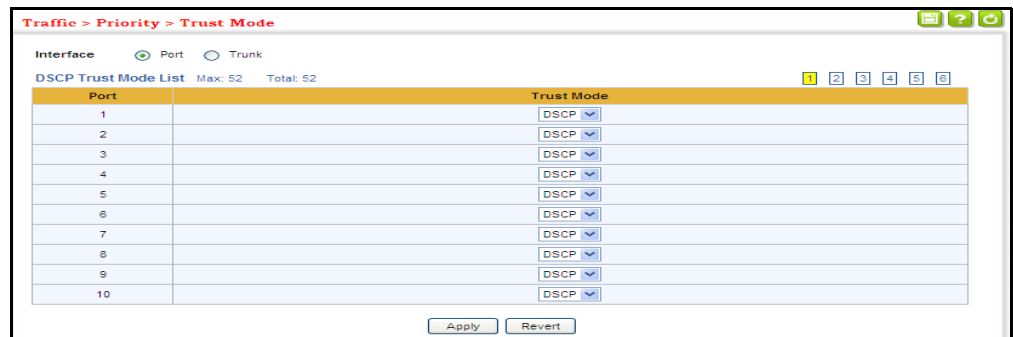 Traffic > Priority > Trust Mode
?
Interface Port Trunk
DSCP Trust Mode List Max: 52 Total: 52 1 2 3 4 5 6
Port Trust Mode
1 DSCP
2 DSCP
3 DSCP
4 DSCP
5 DSCP
6 DSCP
7 DSCP
8 DSCP
9 DSCP
10 DSCP
Apply Revert